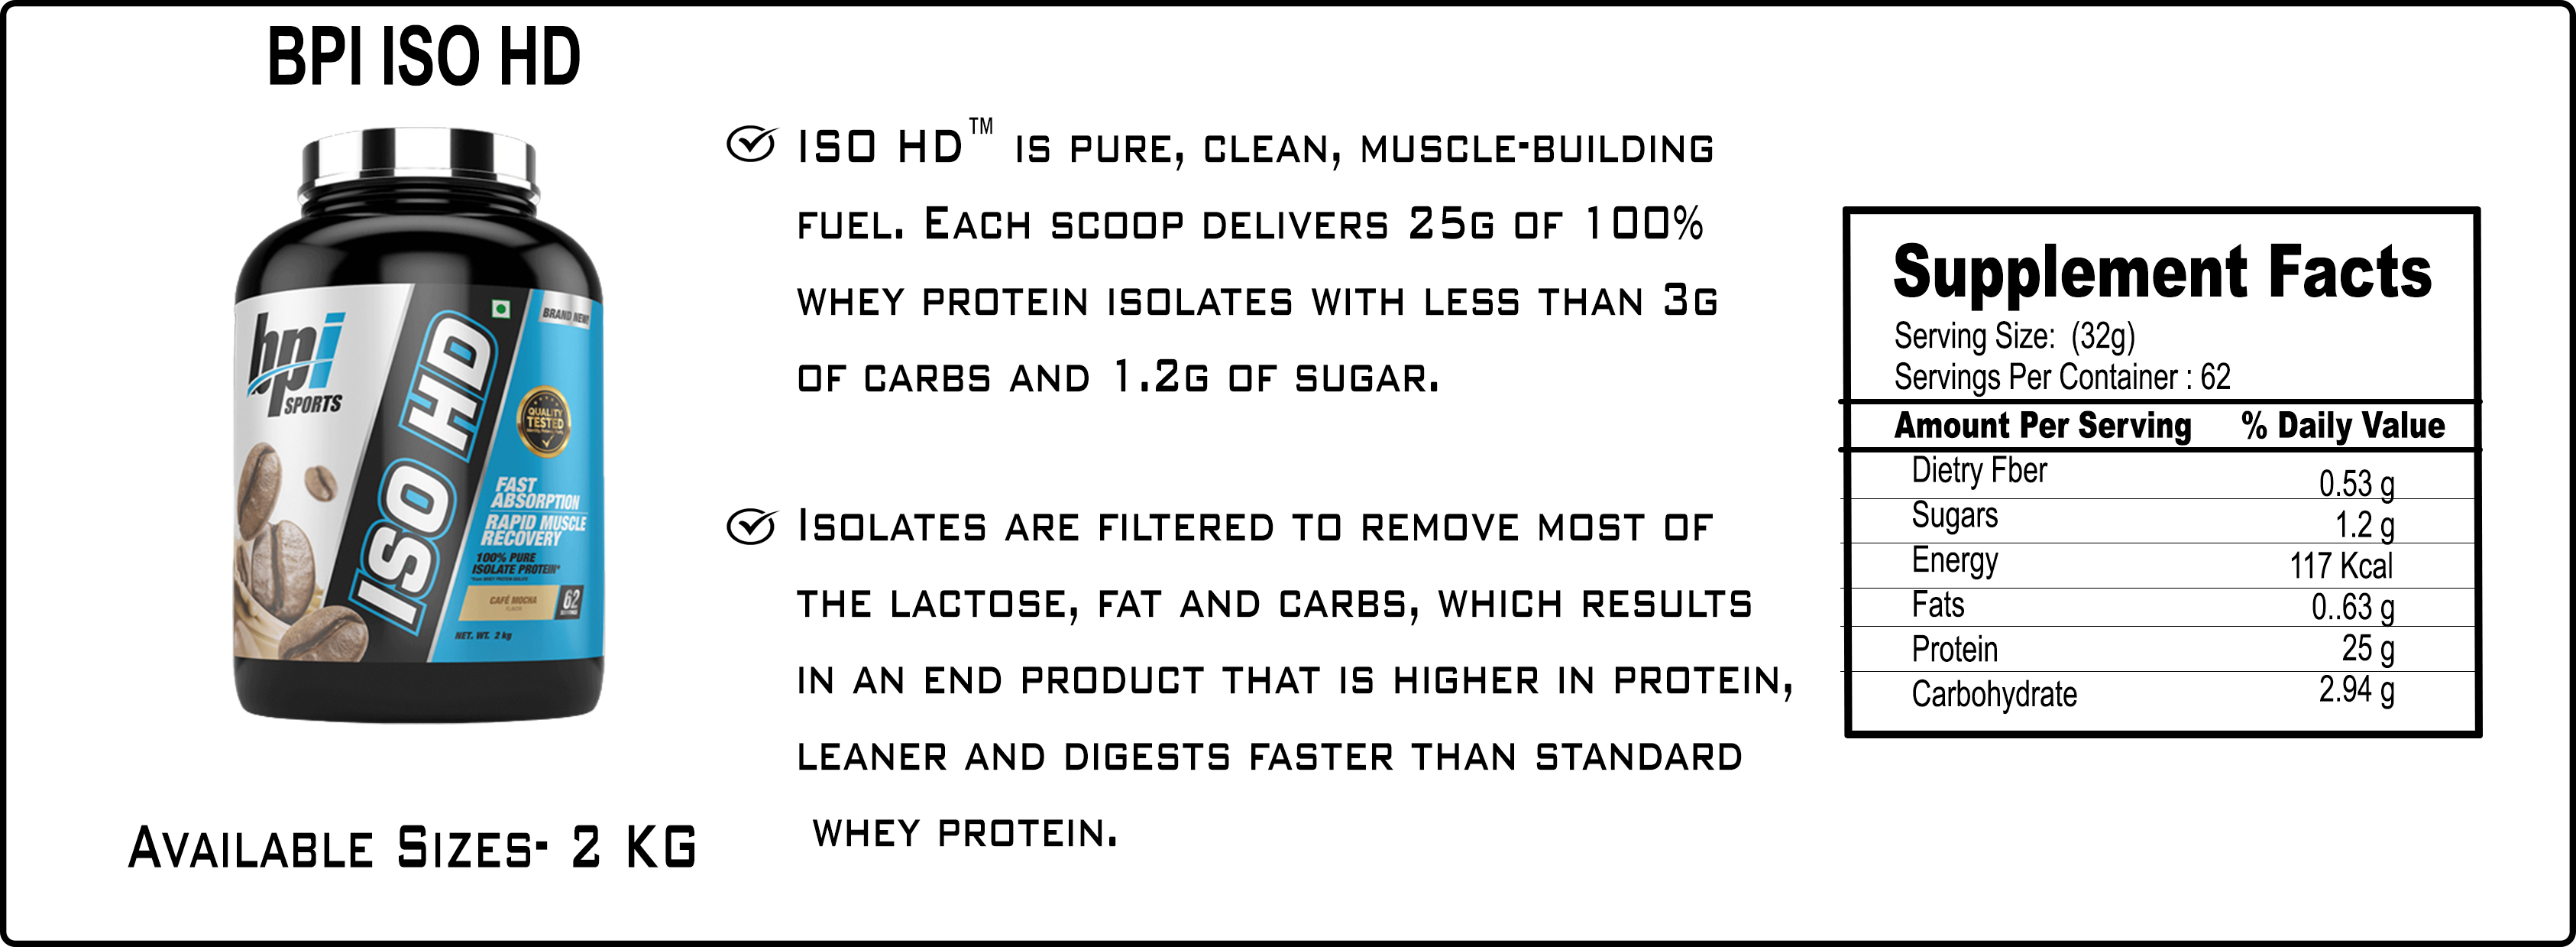 BPI ISO HD
bpi
SPORTS
ISO HD
BRAND NEW!
QUALITY
TESTED
FAST
ABSORPTION
RAPID MUSCLE
RECOVERY
100% PURE
ISOLATE PROTEIN*
CAFÉ MOCHA
62
NET. WT. 2 kg
AVAILABLE SIZES- 2 KG
ISO HD™ IS PURE, CLEAN, MUSCLE-BUILDING
FUEL. EACH SCOOP DELIVERS 25G OF 100%
WHEY PROTEIN ISOLATES WITH LESS THAN 3G
OF CARBS AND 1.2G OF SUGAR.
ISOLATES ARE FILTERED TO REMOVE MOST OF
THE LACTOSE, FAT AND CARBS, WHICH RESULTS
IN AN END PRODUCT THAT IS HIGHER IN PROTEIN,
LEANER AND DIGESTS FASTER THAN STANDARD
WHEY PROTEIN.
Supplement Facts
Serving Size: (32g)
Servings Per Container : 62
Amount Per Serving % Daily Value
Dietry Fber 0.53 g
Sugars 1.2 g
Energy 117 Kcal
Fats 0..63 g
Protein 25 g
Carbohydrate 2.94 g